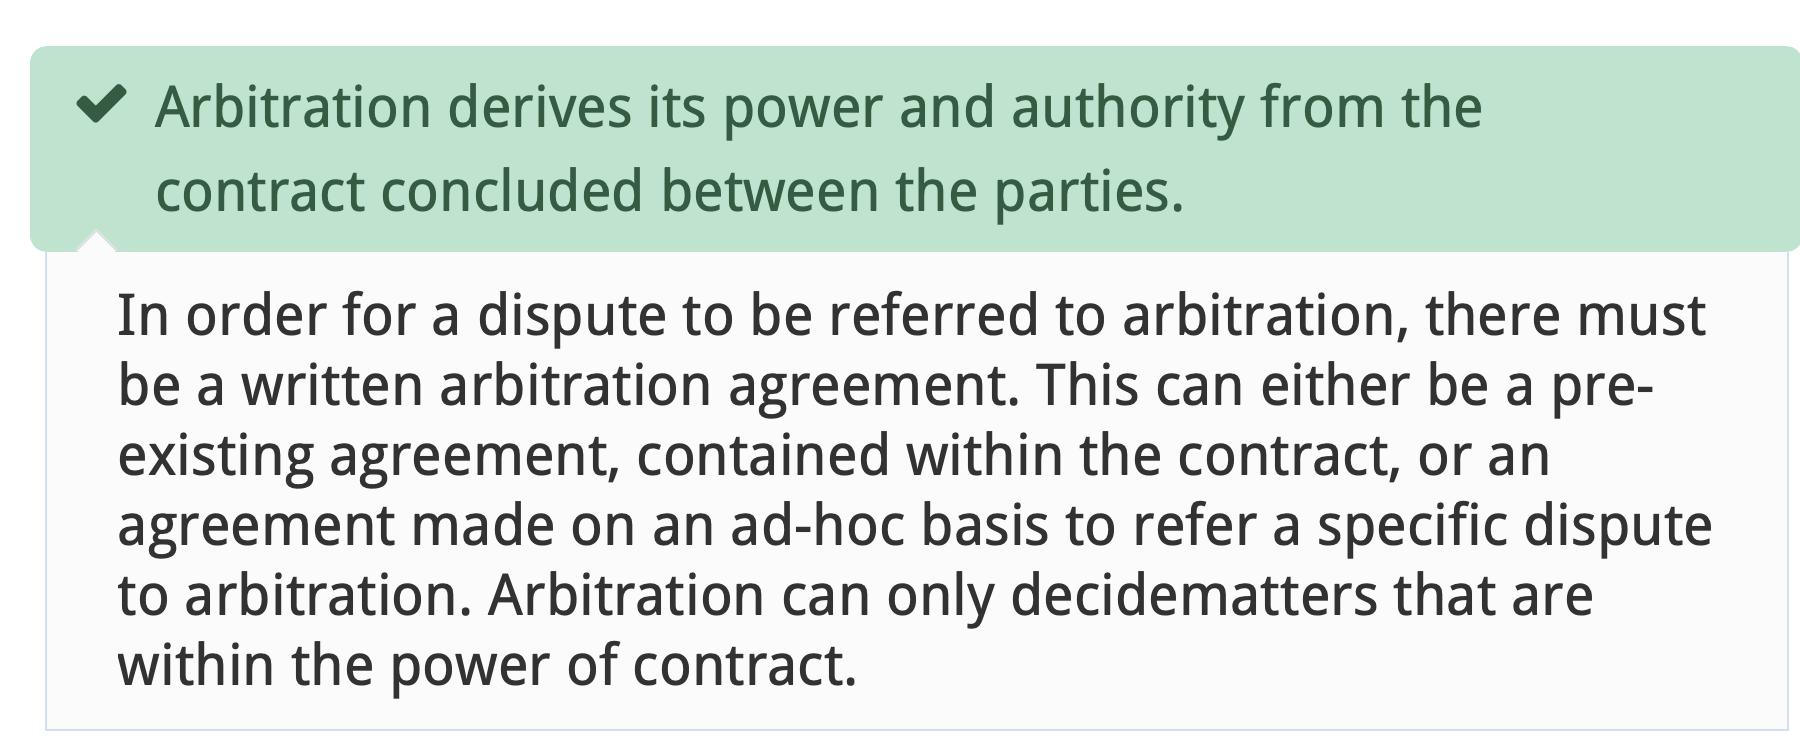 Arbitration derives its power and authority from the
contract concluded between the parties.
In order for a dispute to be referred to arbitration, there must
be a written arbitration agreement. This can either be a pre-
existing agreement, contained within the contract, or an
agreement made on an ad-hoc basis to refer a specific dispute
to arbitration. Arbitration can only decidematters that are
within the power of contract.